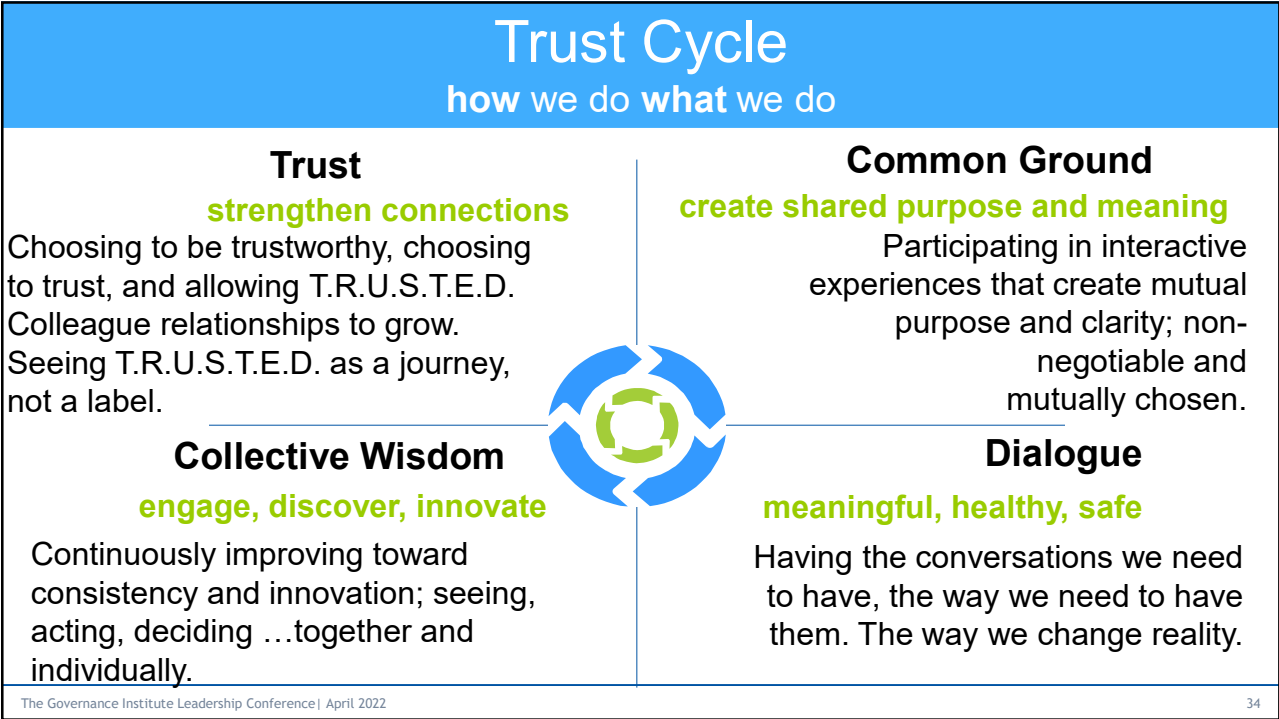 Trust Cycle
how we do what we do
Trust
strengthen connections
Choosing to be trustworthy, choosing
to trust, and allowing T.R.U.S.T.E.D.
Colleague relationships to grow.
Seeing T.R.U.S.T.E.D. as a journey,
not a label.
Common Ground
create shared purpose and meaning
Participating in interactive
experiences that create mutual
purpose and clarity; non-
negotiable and
mutually chosen.
Collective Wisdom
engage, discover, innovate
Continuously improving toward
consistency and innovation; seeing,
acting, deciding …together and
individually.
Dialogue
meaningful, healthy, safe
Having the conversations we need
to have, the way we need to have
them. The way we change reality.
The Governance Institute Leadership Conference| April 2022
34